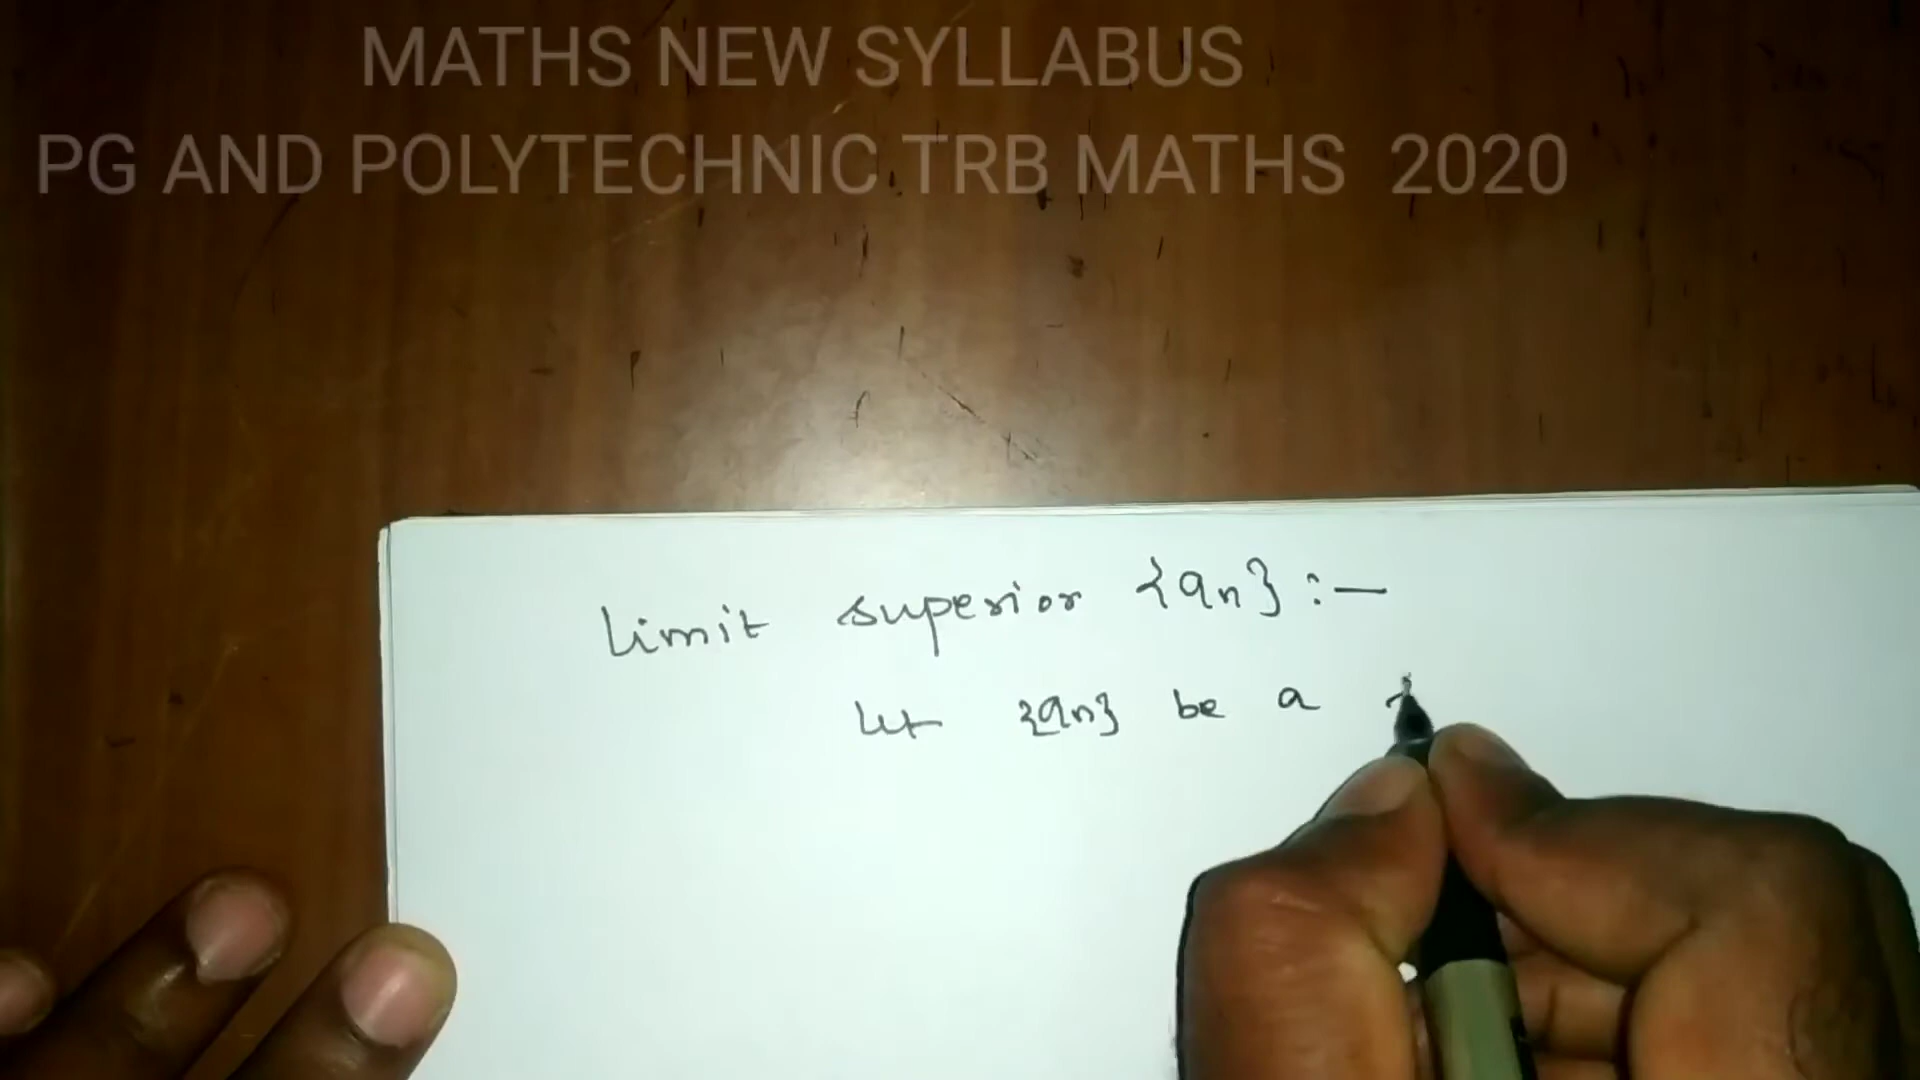 MATHS NEW SYLLABUS
PG AND POLYTECHNIC TRB MATHS 2020
Limit superior {an} :-
Let {an} be a